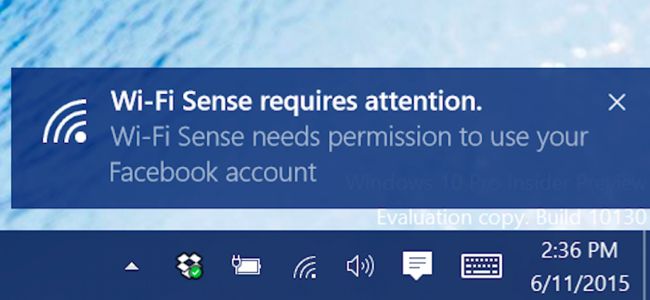 Wi-Fi Sense requires attention.
Wi-Fi Sense needs permission to use your
Facebook account
Windows 10 Pro Insider Preview
Evaluation copy. Build 10130
2:36 PM
6/11/2015